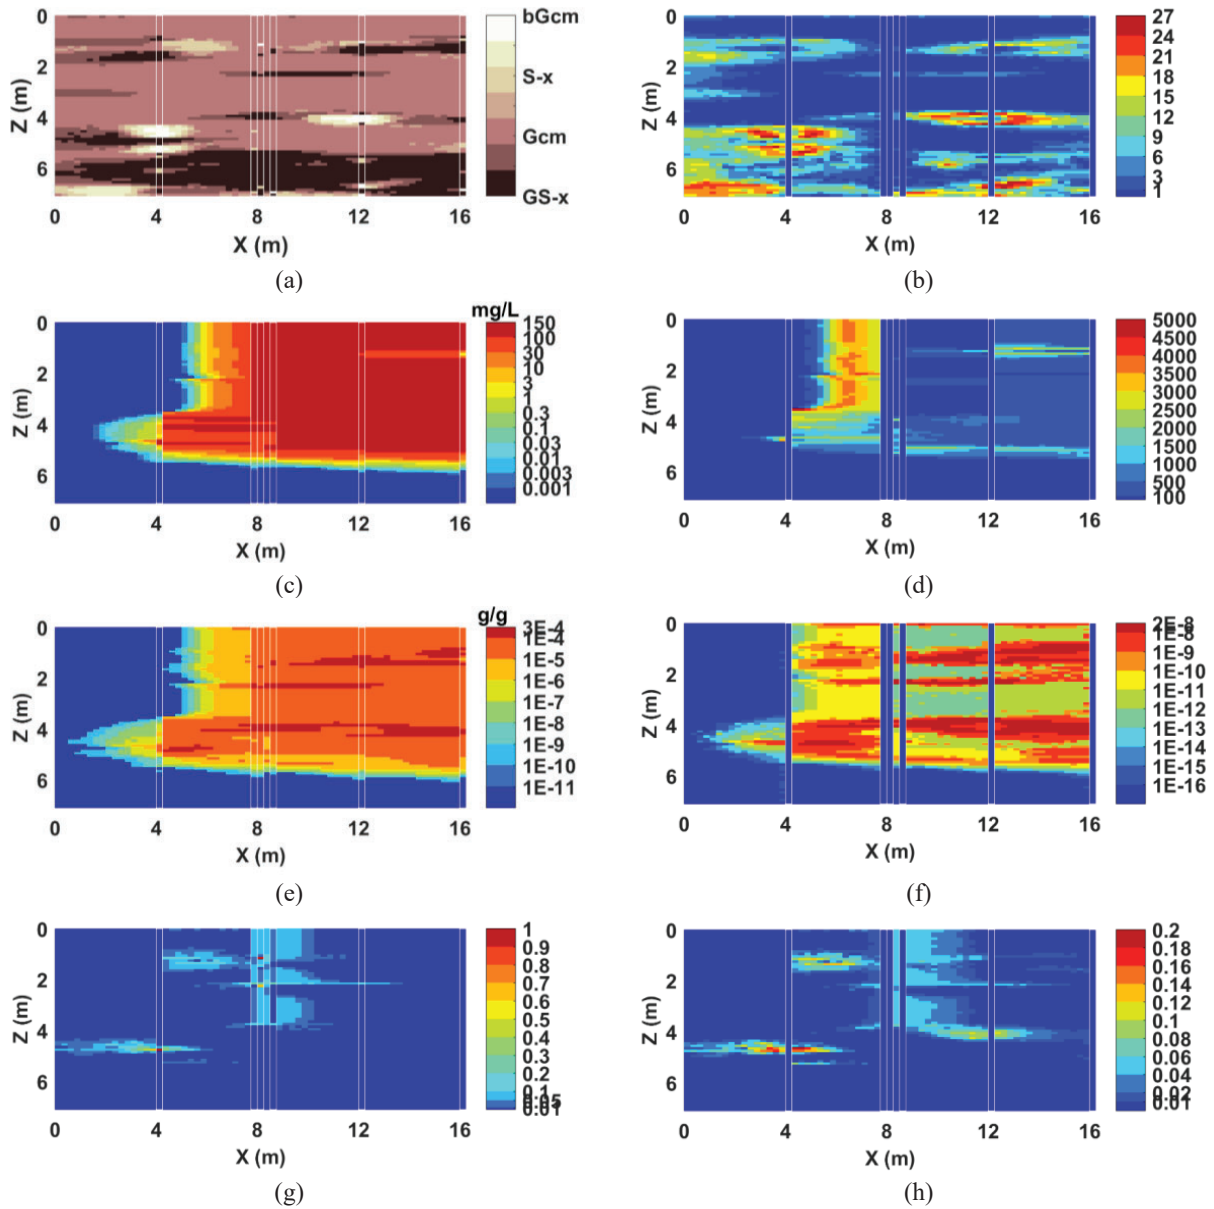 0
2
4
6
Z (m)
0 4 8 12 16
X (m)
bGcm
S-x
Gcm
GS-x
(a)
0
2
4
6
Z (m)
0 4 8 12 16
X (m)
27
24
21
18
15
12
9
6
3
1
(b)
0
2
4
6
Z (m)
0 4 8 12 16
X (m)
mg/L
150
100
30
10
3
1
0.3
0.1
0.03
0.01
0.003
0.001
(c)
0
2
4
6
Z (m)
0 4 8 12 16
X (m)
5000
4500
4000
3500
3000
2500
2000
1500
1000
500
100
(d)
0
2
4
6
Z (m)
0 4 8 12 16
X (m)
g/g
3E-4
1E-4
1E-5
1E-6
1E-7
1E-8
1E-9
1E-10
1E-11
(e)
0
2
4
6
Z (m)
0 4 8 12 16
X (m)
2E-8
1E-8
1E-9
1E-10
1E-11
1E-12
1E-13
1E-14
1E-15
1E-16
(f)
0
2
4
6
Z (m)
0 4 8 12 16
X (m)
1
0.9
0.8
0.7
0.6
0.5
0.4
0.3
0.2
0.1
0.05
0.01
(g)
0
2
4
6
Z (m)
0 4 8 12 16
X (m)
0.2
0.18
0.16
0.14
0.12
0.1
0.08
0.06
0.04
0.02
0.01
(h)